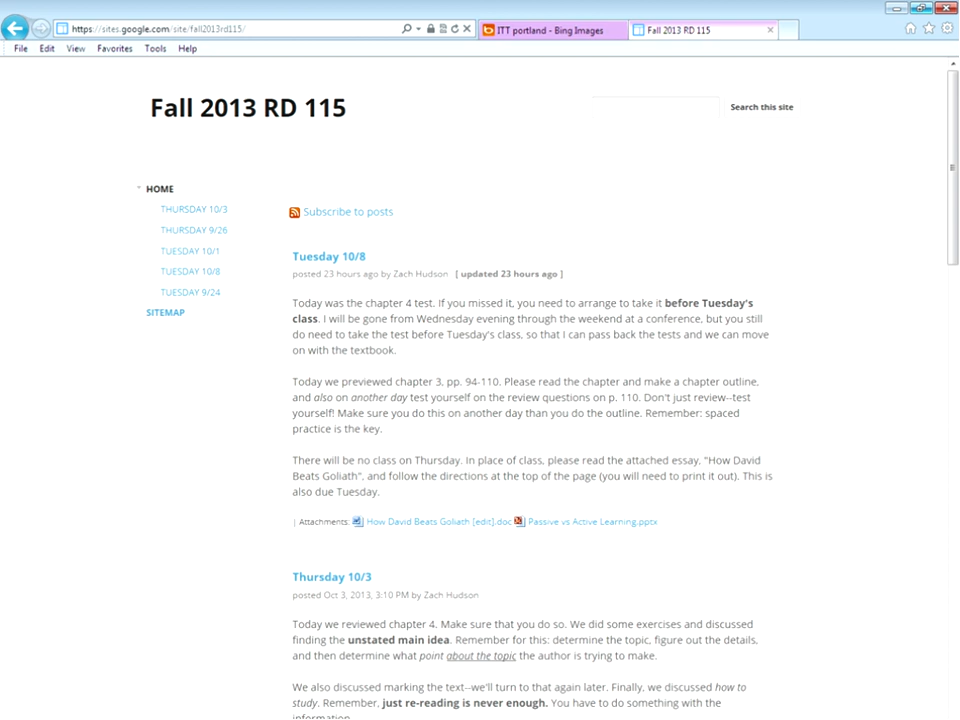 https://sites.google.com/site/fall2013rd115/
ITT portland - Bing Images
Fall 2013 RD 115
File Edit View Favorites Tools Help
Fall 2013 RD 115
Search this site
HOME
THURSDAY 10/3
THURSDAY 9/26
TUESDAY 10/1
TUESDAY 10/8
TUESDAY 9/24
SITEMAP
Subscribe to posts
Tuesday 10/8
posted 23 hours ago by Zach Hudson [ updated 23 hours ago ]
Today was the chapter 4 test. If you missed it, you need to arrange to take it before Tuesday's
class. I will be gone from Wednesday evening through the weekend at a conference, but you still
do need to take the test before Tuesday's class, so that I can pass back the tests and we can move
on with the textbook.
Today we previewed chapter 3, pp. 94-110. Please read the chapter and make a chapter outline,
and also on another day test yourself on the review questions on p. 110. Don't just review--test
yourself! Make sure you do this on another day than you do the outline. Remember: spaced
practice is the key.
There will be no class on Thursday. In place of class, please read the attached essay, "How David
Beats Goliath", and follow the directions at the top of the page (you will need to print it out). This is
also due Tuesday.
| Attachments: How David Beats Goliath [edit].doc Passive vs Active Learning.pptx
Thursday 10/3
posted Oct 3, 2013, 3:10 PM by Zach Hudson
Today we reviewed chapter 4. Make sure that you do so. We did some exercises and discussed
finding the unstated main idea. Remember for this: determine the topic, figure out the details,
and then determine what point about the topic the author is trying to make.
We also discussed marking the text--we'll turn to that again later. Finally, we discussed how to
study. Remember, just re-reading is never enough. You have to do something with the
information.